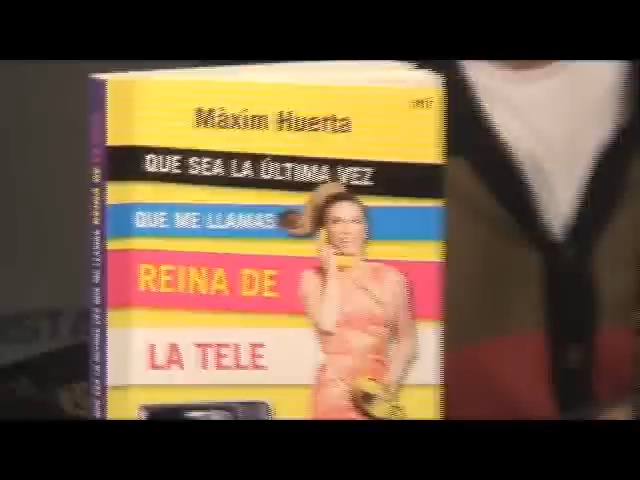 Màxim Huerta
QUE SEA LA ÚLTIMA VEZ
QUE ME LLAMAS
REINA DE
LA TELE